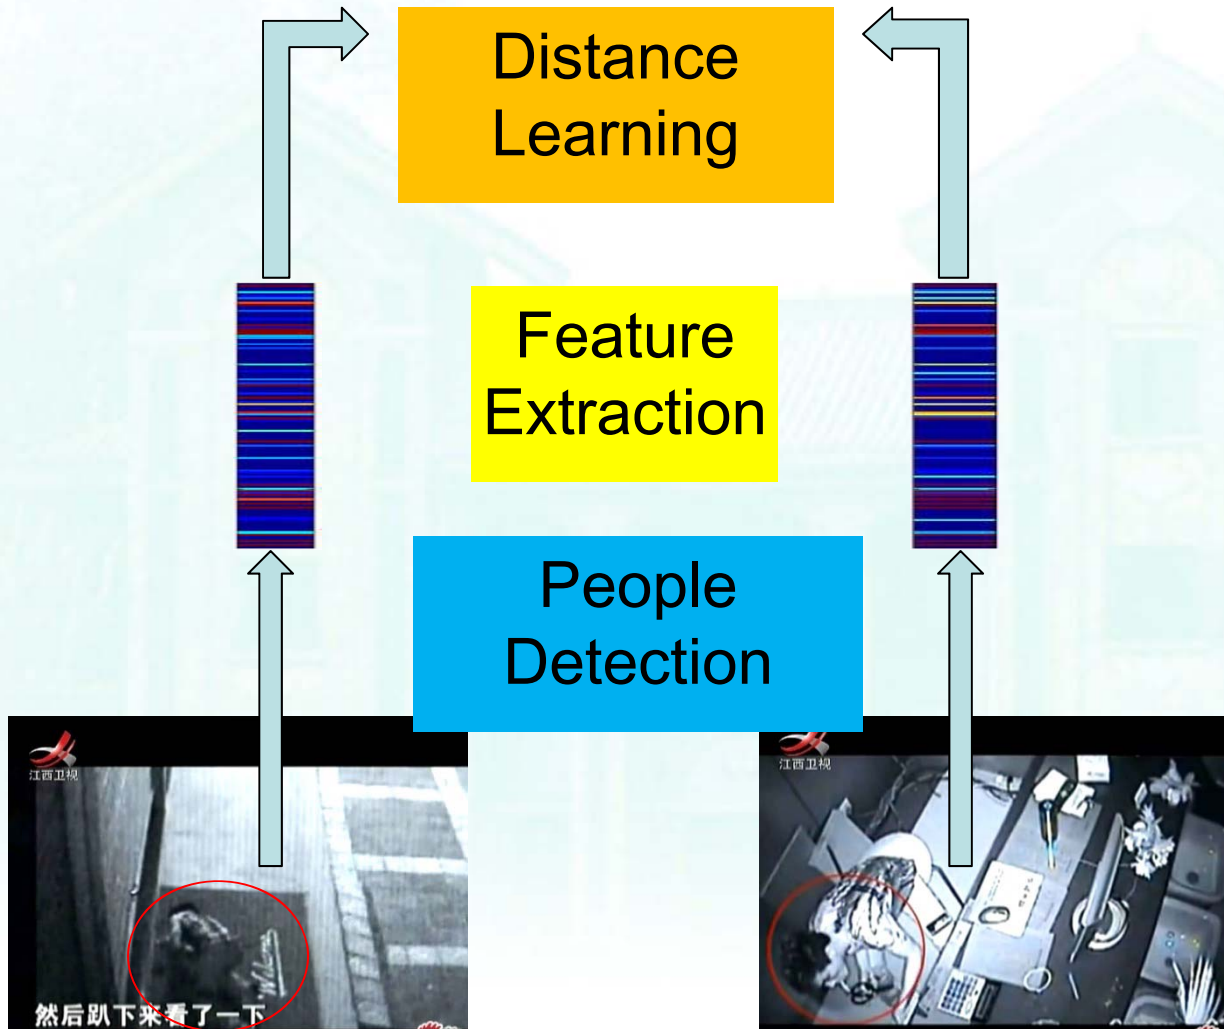 Distance
Learning
Feature
Extraction
People
Detection
江西卫视
江西卫视
然后趴下来看了一下